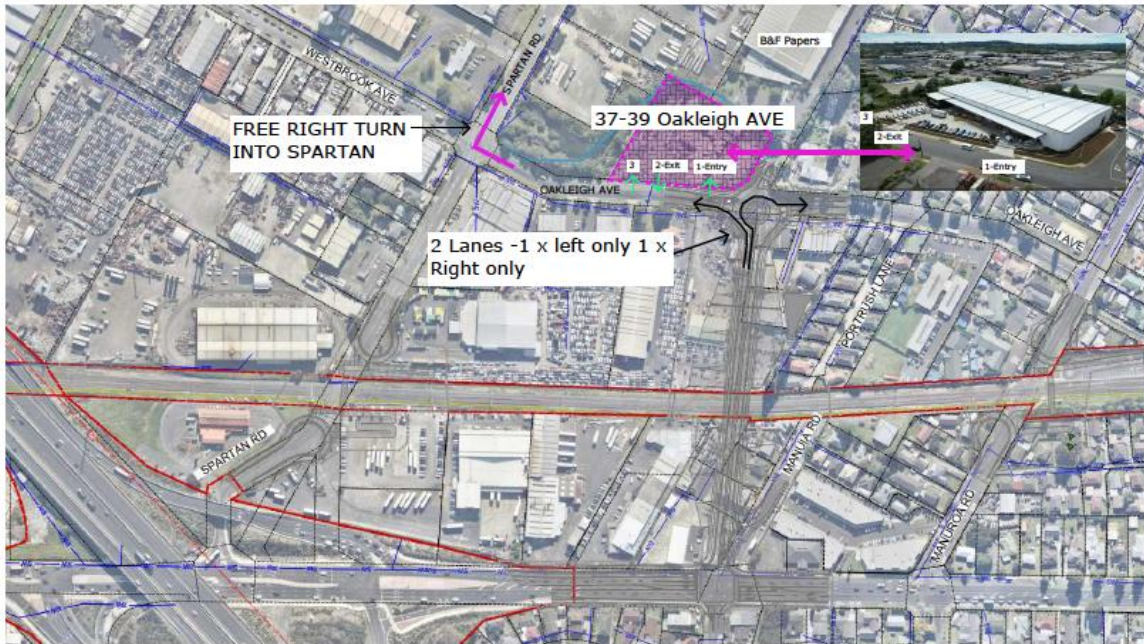 WESTBROOK AVE
SPARTAN RD
B&F Papers
FREE RIGHT TURN
INTO SPARTAN
37-39 Oakleigh AVE
3
2-Exit
1-Entry
3
2-Exit
1-Entry
OAKLEIGH AVE
OAKLEIGH AVE
2 Lanes -1 x left only 1 x
Right only
PORTRUSH LANE
SPARTAN RD
MANUIA RD
MANUROA RD